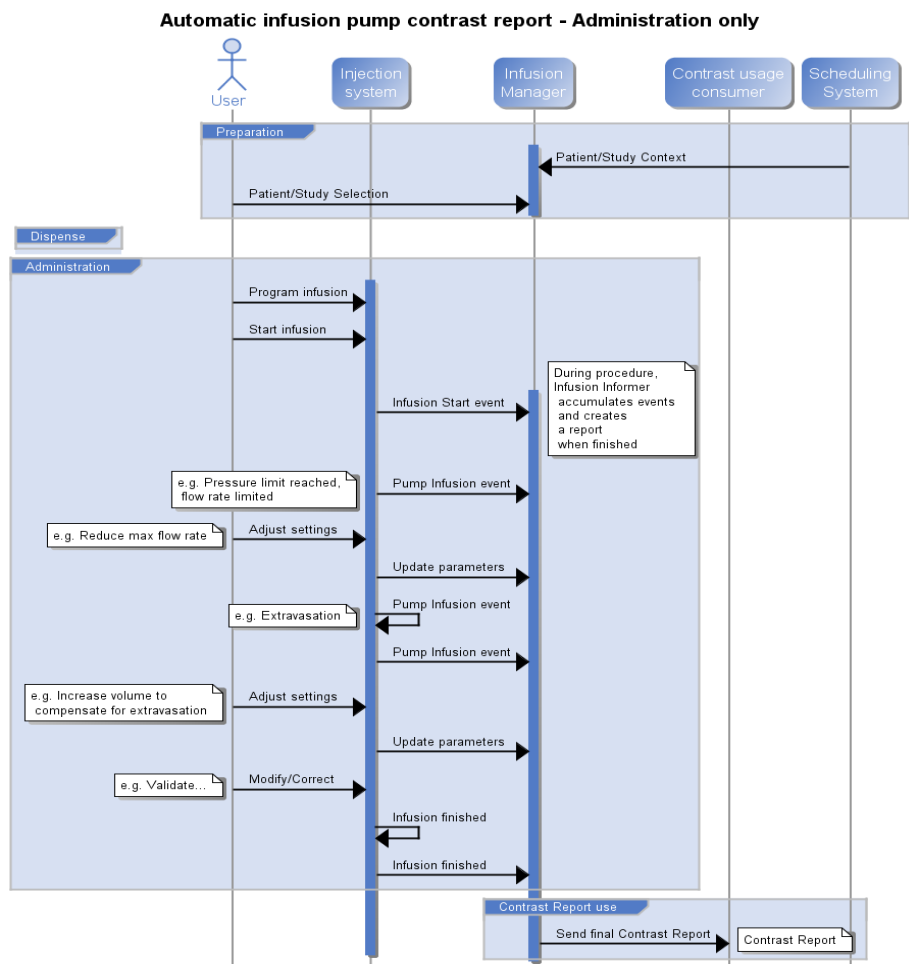 Automatic infusion pump contrast report - Administration only
User
Injection
system
Infusion
Manager
Contrast usage
consumer
Scheduling
System
Preparation
Patient/Study Context
Patient/Study Selection
Dispense
Administration
Program infusion
Start infusion
During procedure,
Infusion Informer
accumulates events
and creates
a report
when finished
Infusion Start event
e.g. Pressure limit reached,
flow rate limited
Pump Infusion event
e.g. Reduce max flow rate
Adjust settings
Update parameters
e.g. Extravasation
Pump Infusion event
Pump Infusion event
e.g. Increase volume to
compensate for extravasation
Adjust settings
Update parameters
e.g. Validate...
Modify/Correct
Infusion finished
Infusion finished
Contrast Report use
Send final Contrast Report
Contrast Report